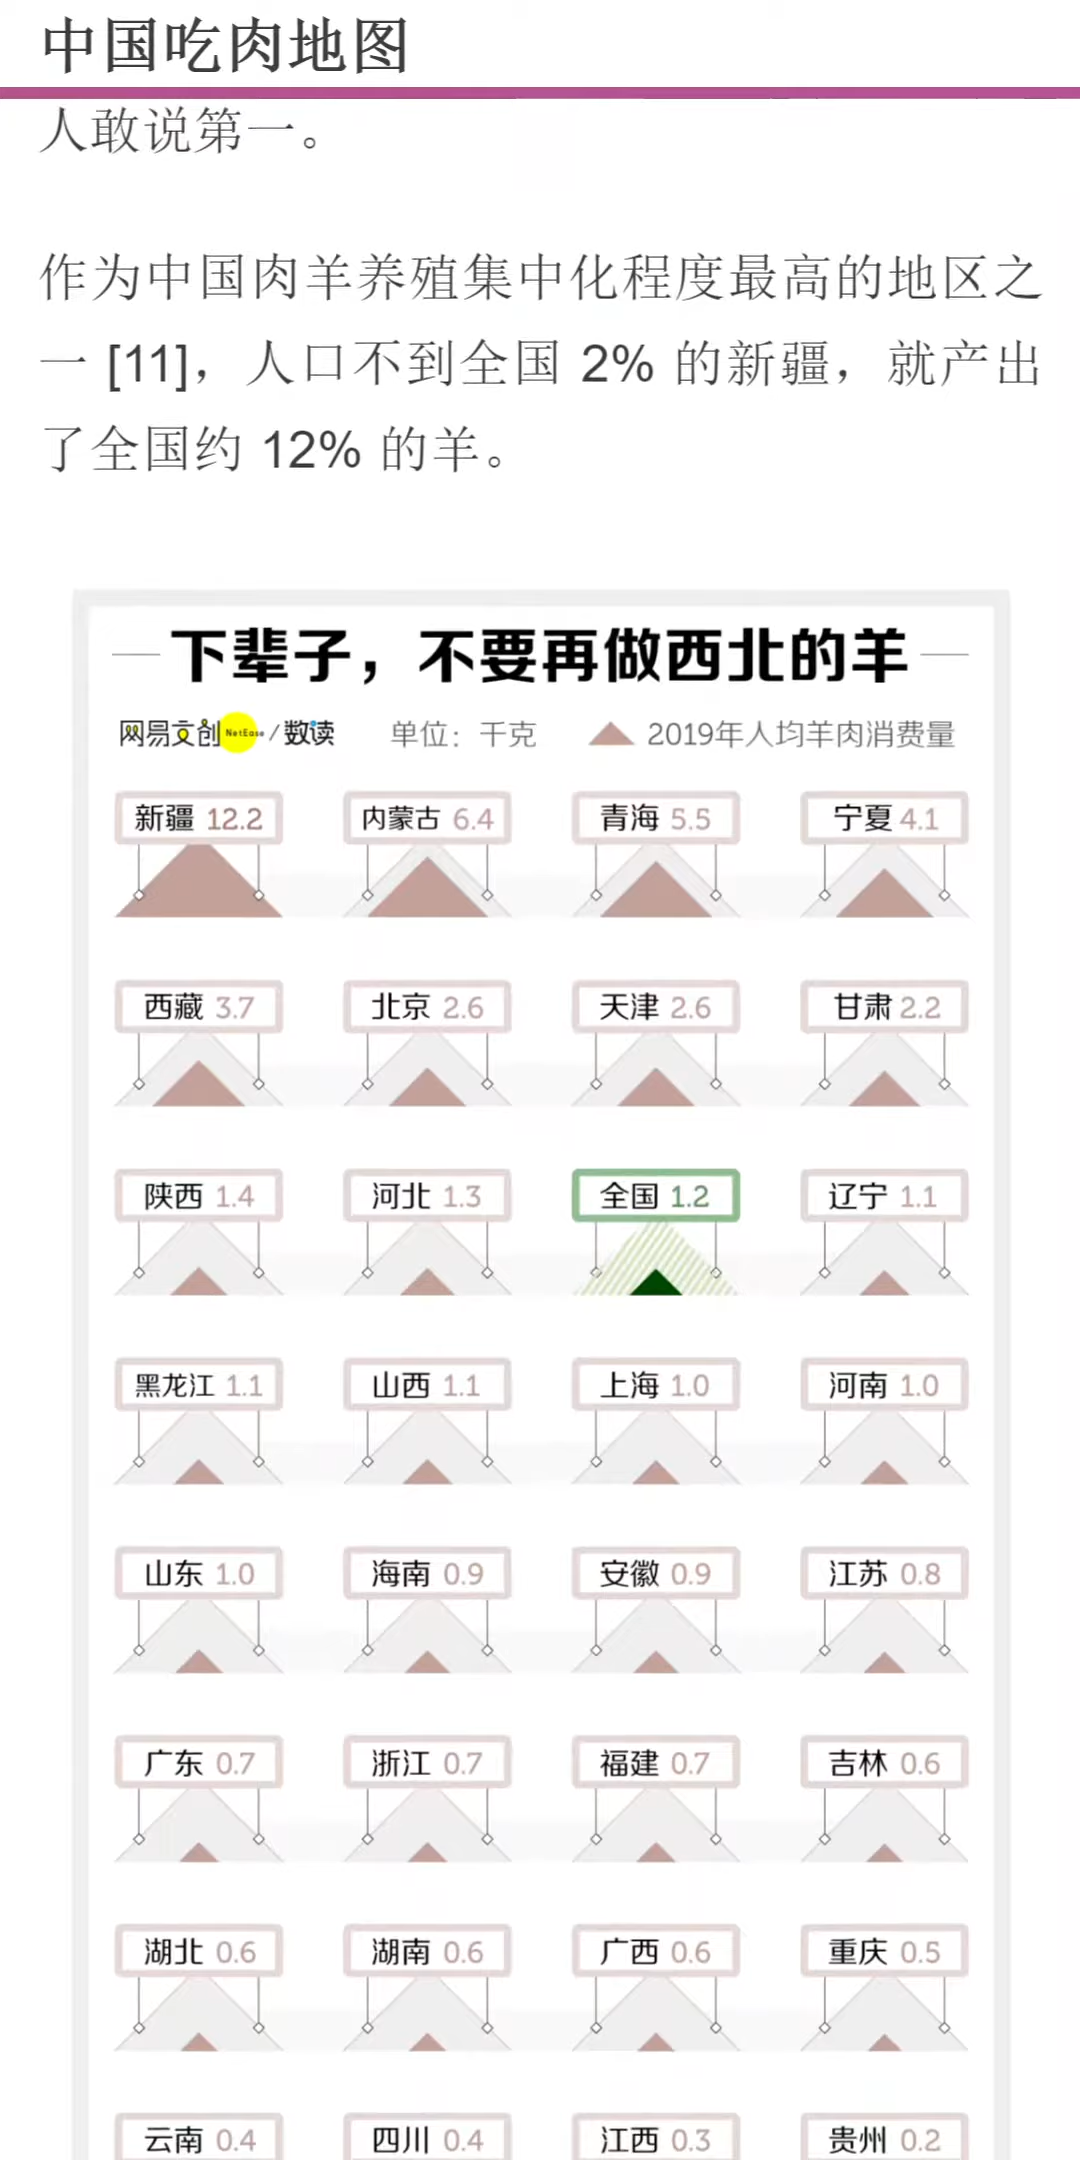 中国吃肉地图
人敢说第一。
作为中国肉羊养殖集中化程度最高的地区之
一 [11]，人口不到全国 2% 的新疆，就产出
了全国约 12% 的羊。
下辈子，不要再做西北的羊
网易文创 NetEase / 数读 单位：千克 2019年人均羊肉消费量
新疆 12.2 内蒙古 6.4 青海 5.5 宁夏 4.1
西藏 3.7 北京 2.6 天津 2.6 甘肃 2.2
陕西 1.4 河北 1.3 全国 1.2 辽宁 1.1
黑龙江 1.1 山西 1.1 上海 1.0 河南 1.0
山东 1.0 海南 0.9 安徽 0.9 江苏 0.8
广东 0.7 浙江 0.7 福建 0.7 吉林 0.6
湖北 0.6 湖南 0.6 广西 0.6 重庆 0.5
云南 0.4 四川 0.4 江西 0.3 贵州 0.2